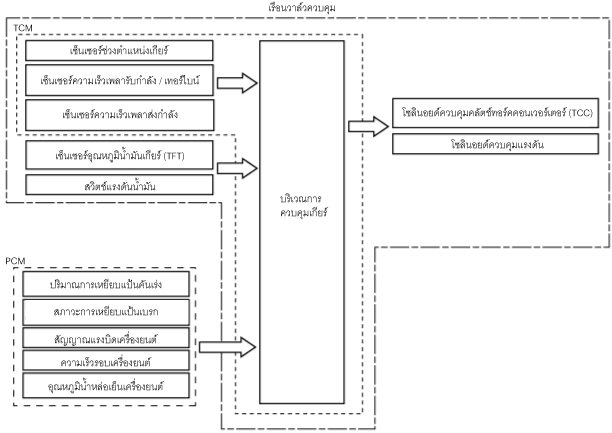 เรือนวาล์วควบคุม
TCM
เซ็นเซอร์ช่วงตำแหน่งเกียร์
เซ็นเซอร์ความเร็วเพลารับกำลัง / เทอร์ไบน์
เซ็นเซอร์ความเร็วเพลาส่งกำลัง
เซ็นเซอร์อุณหภูมิน้ำมันเกียร์ (TFT)
สวิตช์แรงดันน้ำมัน
บริเวณการ
ควบคุมเกียร์
โซลินอยด์ควบคุมคลัตช์ทอร์คคอนเวอร์เตอร์ (TCC)
โซลินอยด์ควบคุมแรงดัน
PCM
ปริมาณการเหยียบแป้นคันเร่ง
สภาวะการเหยียบแป้นเบรก
สัญญาณแรงบิดเครื่องยนต์
ความเร็วรอบเครื่องยนต์
อุณหภูมิน้ำหล่อเย็นเครื่องยนต์